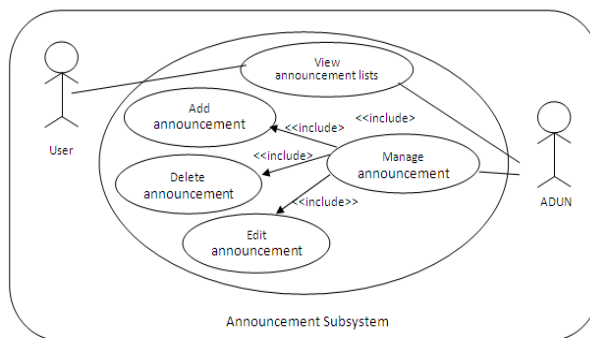 View
announcement lists
Add
announcement
<<include>
<<include>
User
<<include>
Manage
announcement
Delete
announcement
<<include>>
ADUN
Edit
announcement
Announcement Subsystem